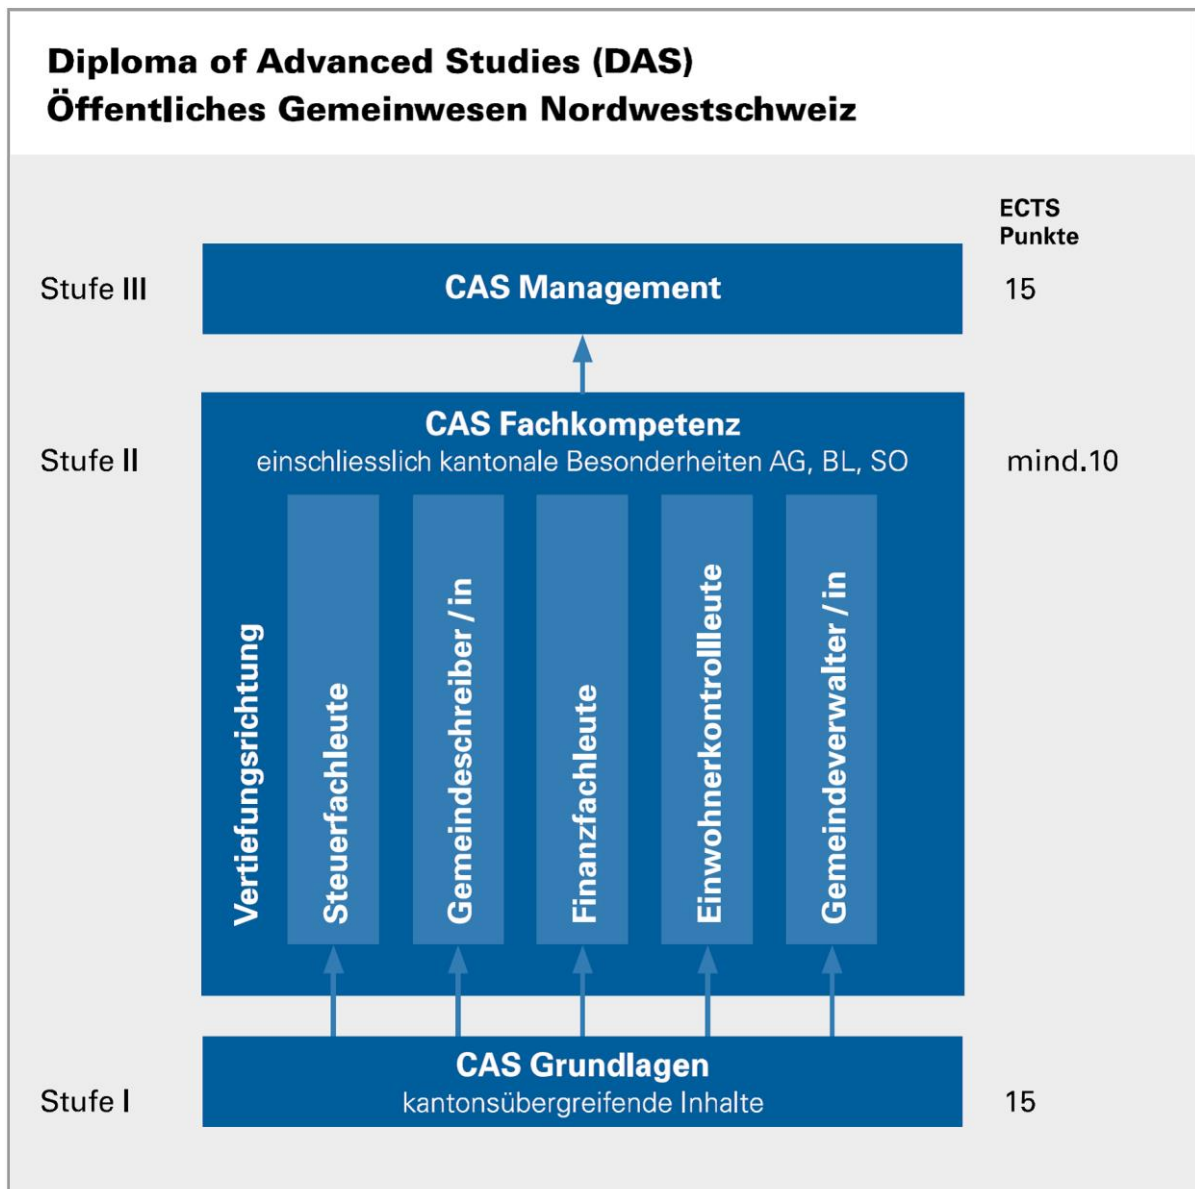 Diploma of Advanced Studies (DAS)
Öffentliches Gemeinwesen Nordwestschweiz
ECTS
Punkte
Stufe III
CAS Management
15
CAS Fachkompetenz
Stufe II
einschliesslich kantonale Besonderheiten AG, BL, SO
mind.10
Vertiefungsrichtung
Steuerfachleute
Gemeindeschreiber / in
Finanzfachleute
Einwohnerkontrollleute
Gemeindeverwalter / in
CAS Grundlagen
Stufe I
kantonsübergreifende Inhalte
15